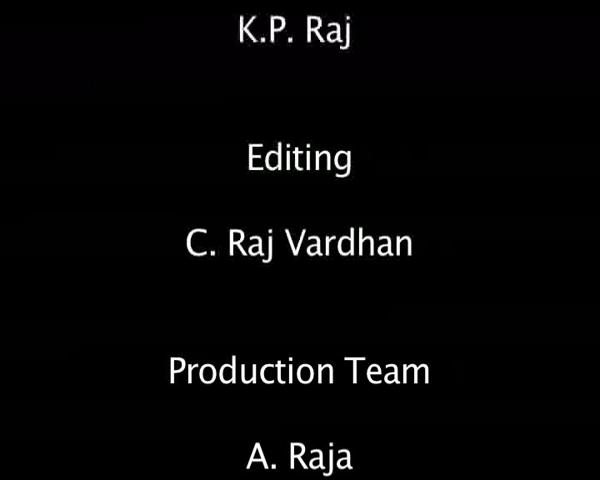 K.P. Raj
Editing
C. Raj Vardhan
Production Team
A. Raja